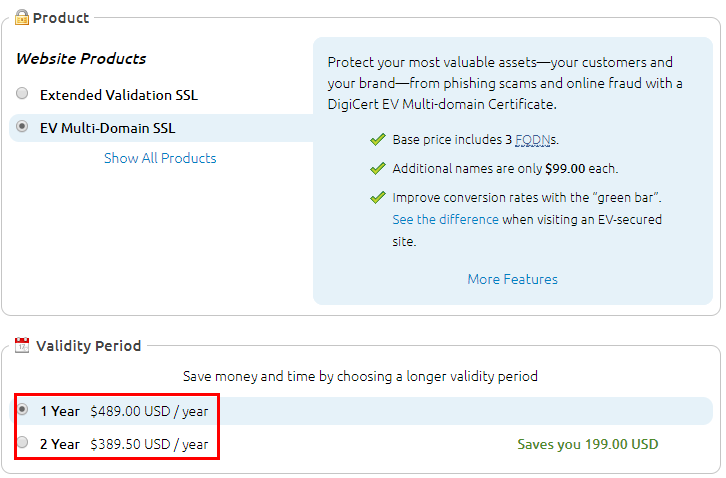 Product
Website Products
Extended Validation SSL
EV Multi-Domain SSL
Show All Products
Protect your most valuable assets—your customers and
your brand—from phishing scams and online fraud with a
DigiCert EV Multi-domain Certificate.
Base price includes 3 FQDNs.
Additional names are only $99.00 each.
Improve conversion rates with the “green bar”.
See the difference when visiting an EV-secured
site.
More Features
Validity Period
Save money and time by choosing a longer validity period
1 Year $489.00 USD / year
2 Year $389.50 USD / year Saves you 199.00 USD